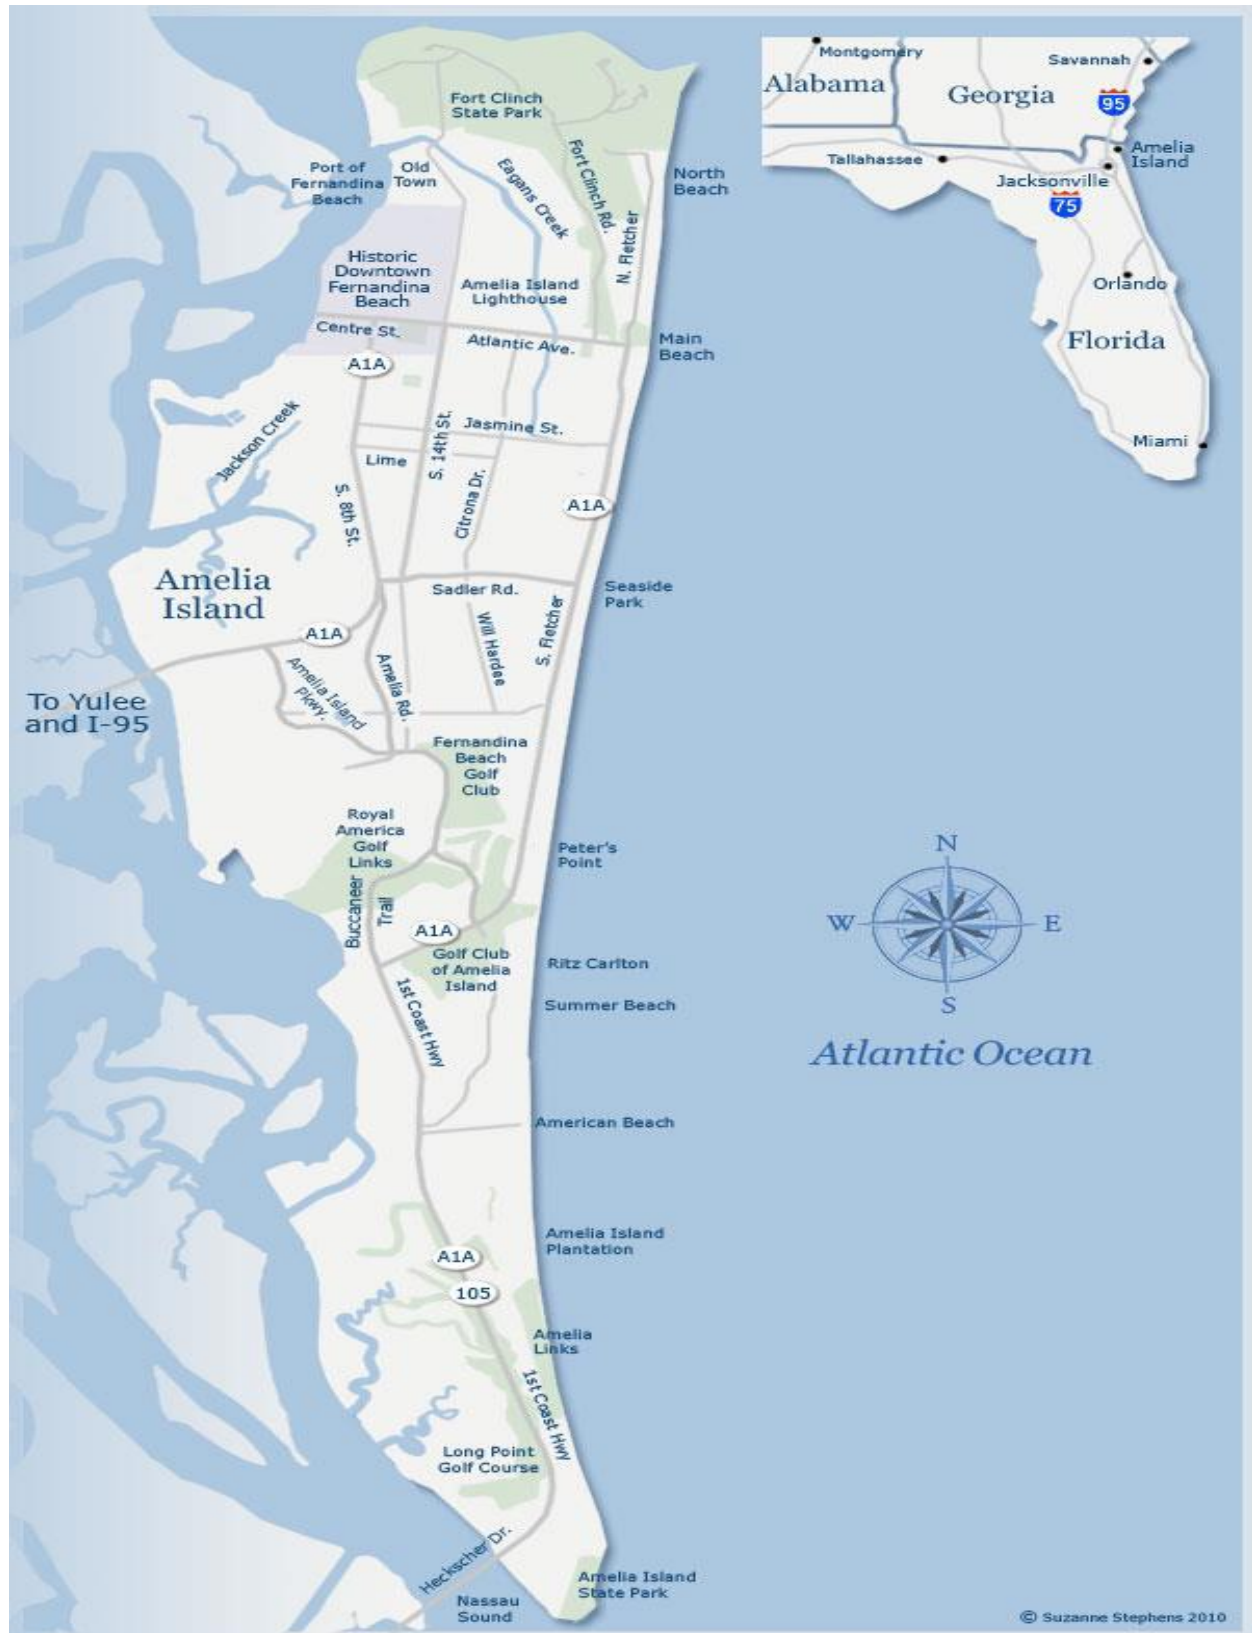 Montgomery
Savannah
Alabama
Georgia
95
Amelia
Island
Tallahassee
Jacksonville
75
Orlando
Florida
Miami
Fort Clinch
State Park
Port of
Fernandina
Beach
Old
Town
Eagans Creek
Fort Clinch Rd.
North
Beach
N. Fletcher
Historic
Downtown
Fernandina
Beach
Amelia Island
Lighthouse
Centre St.
Atlantic Ave.
Main
Beach
A1A
Jackson Creek
S. 14th St.
Jasmine St.
Lime
Citrona Dr.
S. 8th St.
A1A
Amelia
Island
Sadler Rd.
Seaside
Park
A1A
Will Hardee
S. Fletcher
Amelia Island
Pkwy.
Amelia Rd.
To Yulee
and I-95
Fernandina
Beach
Golf
Club
Royal
America
Golf
Links
Peter's
Point
Buccaneer
Trail
A1A
Golf Club
of Amelia
Island
Ritz Carlton
Summer Beach
1st Coast Hwy
N
W
E
S
Atlantic Ocean
American Beach
Amelia Island
Plantation
A1A
105
Amelia
Links
1st Coast Hwy
Long Point
Golf Course
Heckscher Dr.
Amelia Island
State Park
Nassau
Sound
© Suzanne Stephens 2010